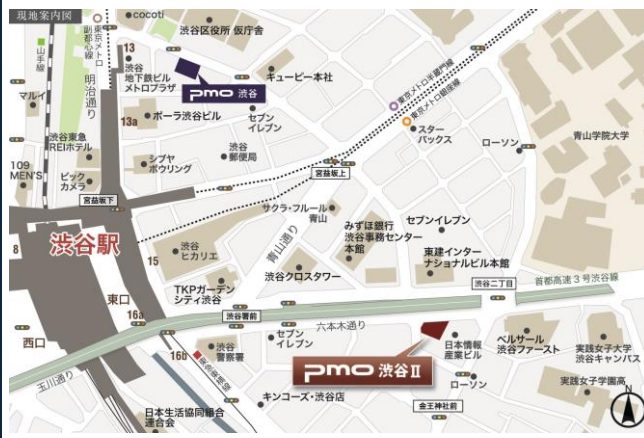 現地案内図
cocoti
渋谷区役所 仮庁舎
東京メトロ
副都心線
山手線
明治通り
13
渋谷
地下鉄ビル
メトロプラザ
キューピー本社
pmo 渋谷
マルイ
13a
ポーラ渋谷ビル
セブン
イレブン
東京メトロ半蔵門線
東京メトロ銀座線
スター
バックス
青山学院大学
渋谷東急
REIホテル
シブヤ
ボウリング
渋谷
郵便局
ローソン
109
MEN'S
ビック
カメラ
宮益坂上
宮益坂下
サクラ・フルール
青山
みずほ銀行
渋谷事務センター
本館
セブンイレブン
渋谷駅
8
15
渋谷
ヒカリエ
青山通り
東建インター
ナショナルビル本館
渋谷クロスタワー
TKPガーデン
シティ渋谷
首都高速3号渋谷線
東口
渋谷二丁目
16a
渋谷署前
六本木通り
西口
16b
渋谷
警察署
セブン
イレブン
日本情報
産業ビル
ベルサール
渋谷ファースト
実践女子大学
渋谷キャンパス
pmo 渋谷Ⅱ
玉川通り
東急東横線
ローソン
実践女子学園高
キンコーズ・渋谷店
金王神社前
日本生活協同組合
連合会
N